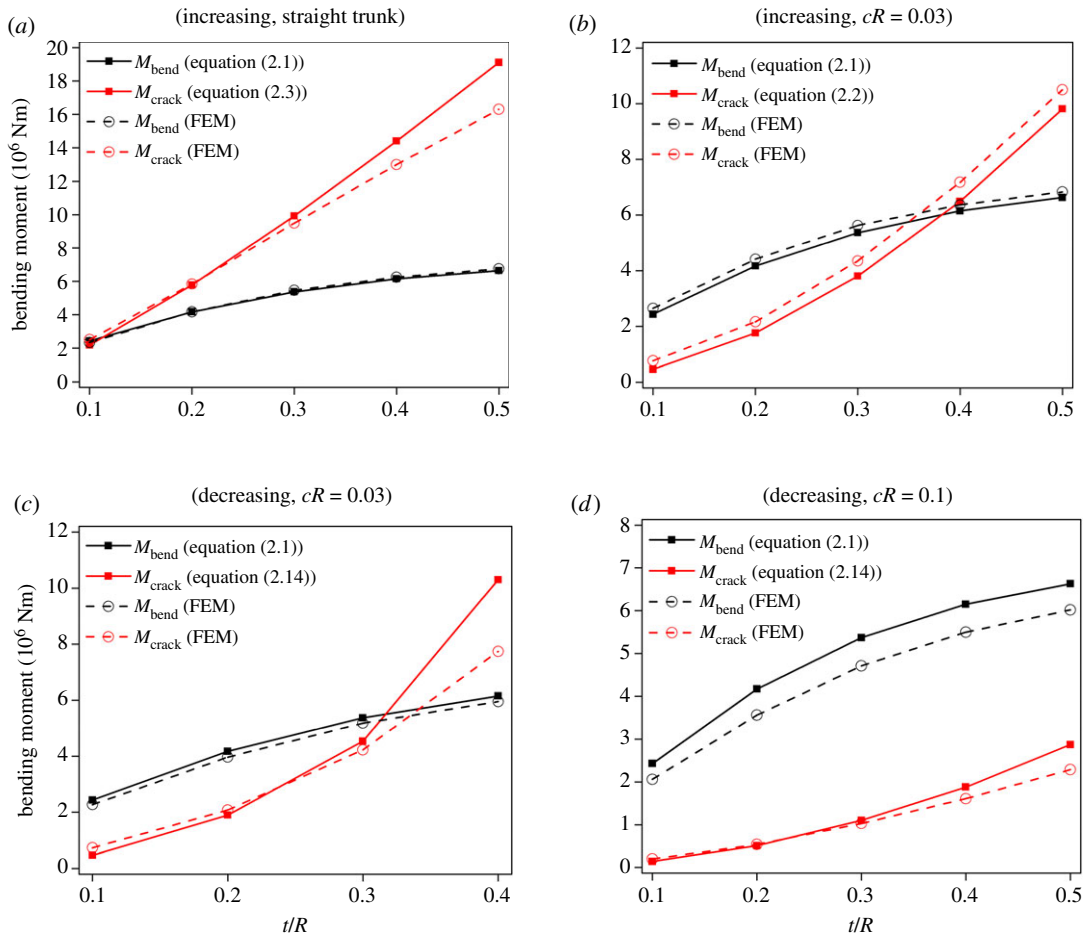 (a)
(increasing, straight trunk)
20
18
16
14
12
10
8
6
4
2
0
bending moment (10⁶ Nm)
M_bend (equation (2.1))
M_crack (equation (2.3))
M_bend (FEM)
M_crack (FEM)
0.1 0.2 0.3 0.4 0.5
(b)
(increasing, cR = 0.03)
12
10
8
6
4
2
0
M_bend (equation (2.1))
M_crack (equation (2.2))
M_bend (FEM)
M_crack (FEM)
0.1 0.2 0.3 0.4 0.5
(c)
(decreasing, cR = 0.03)
12
10
8
6
4
2
0
bending moment (10⁶ Nm)
M_bend (equation (2.1))
M_crack (equation (2.14))
M_bend (FEM)
M_crack (FEM)
0.1 0.2 0.3 0.4
t/R
(d)
(decreasing, cR = 0.1)
8
7
6
5
4
3
2
1
0
M_bend (equation (2.1))
M_crack (equation (2.14))
M_bend (FEM)
M_crack (FEM)
0.1 0.2 0.3 0.4 0.5
t/R